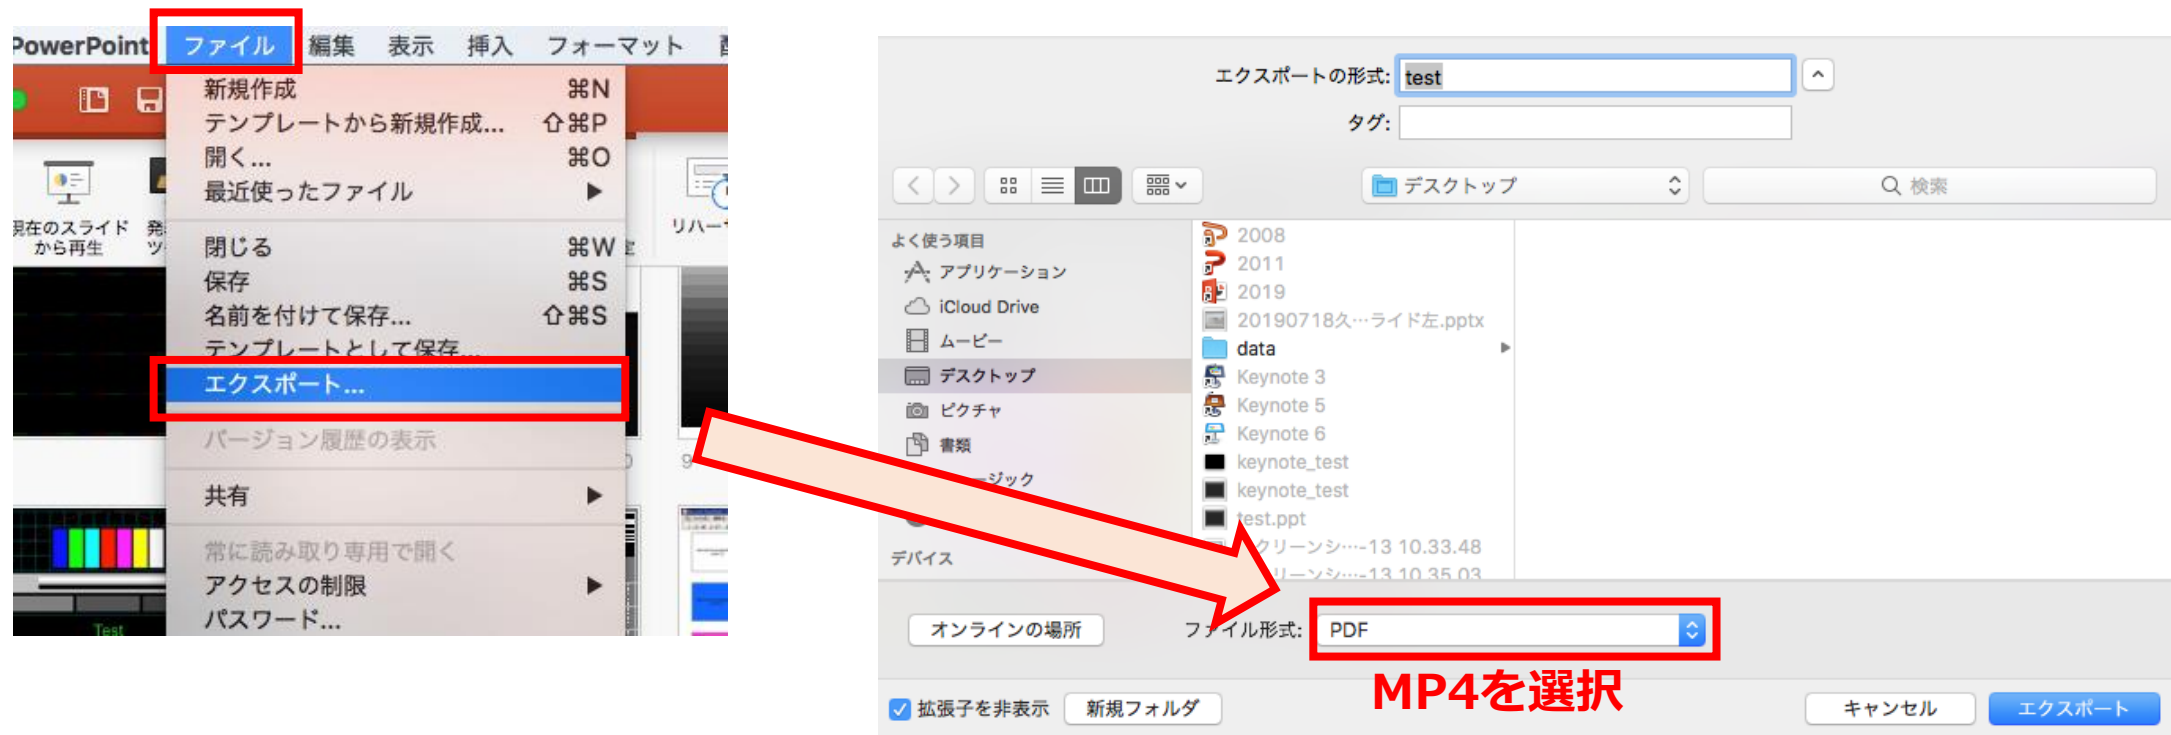 PowerPoint ファイル 編集 表示 挿入 フォーマット
新規作成 ⌘N
テンプレートから新規作成... ⇧⌘P
開く... ⌘O
最近使ったファイル ▶
閉じる ⌘W
保存 ⌘S
名前を付けて保存... ⇧⌘S
テンプレートとして保存...
エクスポート...
バージョン履歴の表示
共有 ▶
常に読み取り専用で開く
アクセスの制限 ▶
パスワード...
現在のスライド
から再生
リハー
9
Test
エクスポートの形式: test
タグ:
デスクトップ
検索
よく使う項目
アプリケーション
iCloud Drive
ムービー
デスクトップ
ピクチャ
書類
ージック
デバイス
2008
2011
2019
20190718久…ライド左.pptx
data
Keynote 3
Keynote 5
Keynote 6
keynote_test
keynote_test
test.ppt
クリーンシ…-13 10.33.48
リーンシ…-13 10.35.03
オンラインの場所 ファイル形式: PDF
MP4を選択
拡張子を非表示 新規フォルダ キャンセル エクスポート